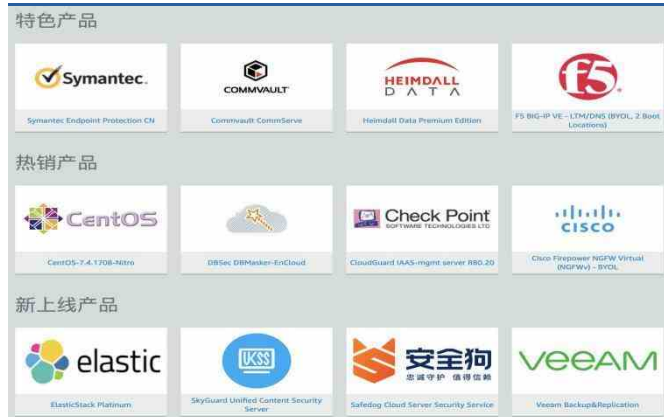 特色产品
Symantec.
COMMVAULT
HEIMDALL
DATA
f5
Symantec Endpoint Protection CN
Commvault CommServe
Heimdall Data Premium Edition
F5 BIG-IP VE - LTM/DNS (BYOL, 2 Boot
Locations)
热销产品
CentOS
Check Point
SOFTWARE TECHNOLOGIES LTD
CISCO
CentOS-7.4.1708-Nitro
DBSec DBMasker-EnCloud
CloudGuard IAAS-mgmt server R80.20
Cisco Firepower NGFW Virtual
(NGFWv) - BYOL
新上线产品
elastic
UKSS
安全狗
忠诚守护 值得信赖
veeAM
ElasticStack Platinum
SkyGuard Unified Content Security
Server
Safedog Cloud Server Security Service
Veeam Backup&Replication